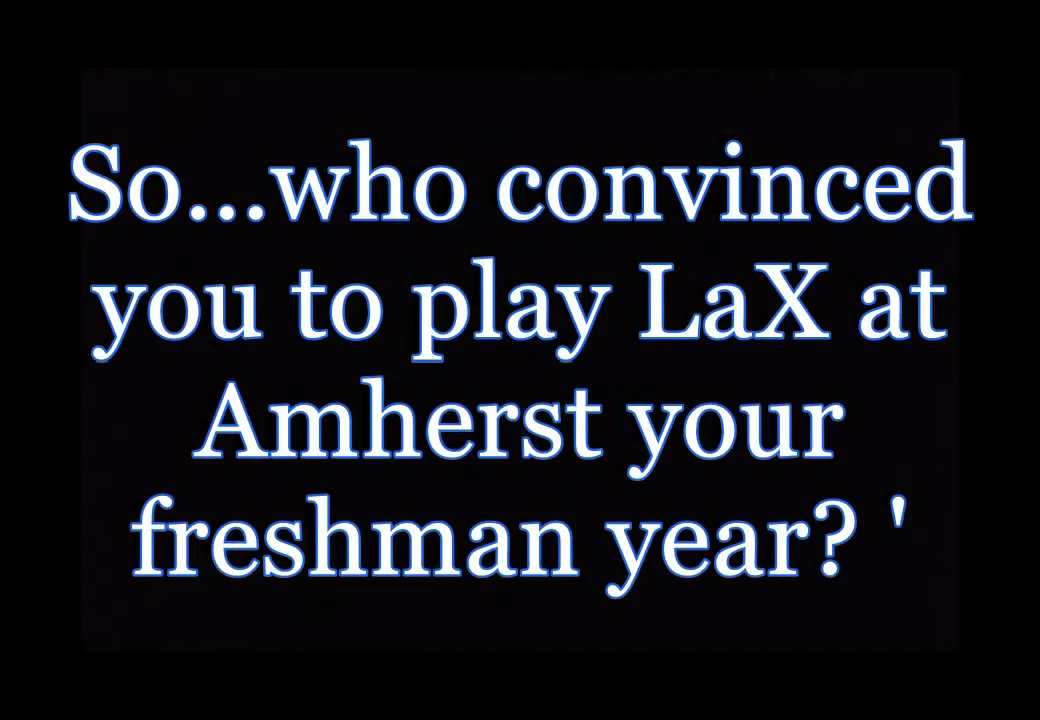 So...who convinced
you to play LaX at
Amherst your
freshman year? '